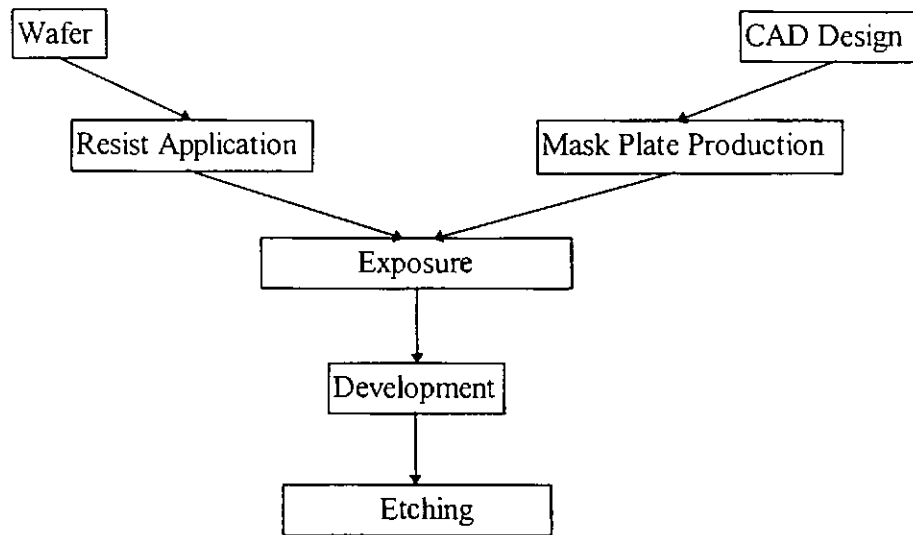 Wafer
CAD Design
Resist Application
Mask Plate Production
Exposure
Development
Etching